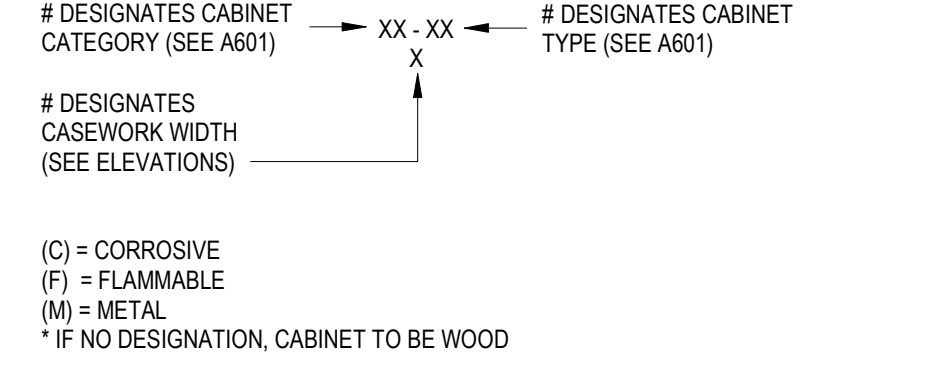 # DESIGNATES CABINET
CATEGORY (SEE A601)
XX - XX
X
# DESIGNATES CABINET
TYPE (SEE A601)
# DESIGNATES
CASEWORK WIDTH
(SEE ELEVATIONS)
(C) = CORROSIVE
(F) = FLAMMABLE
(M) = METAL
* IF NO DESIGNATION, CABINET TO BE WOOD